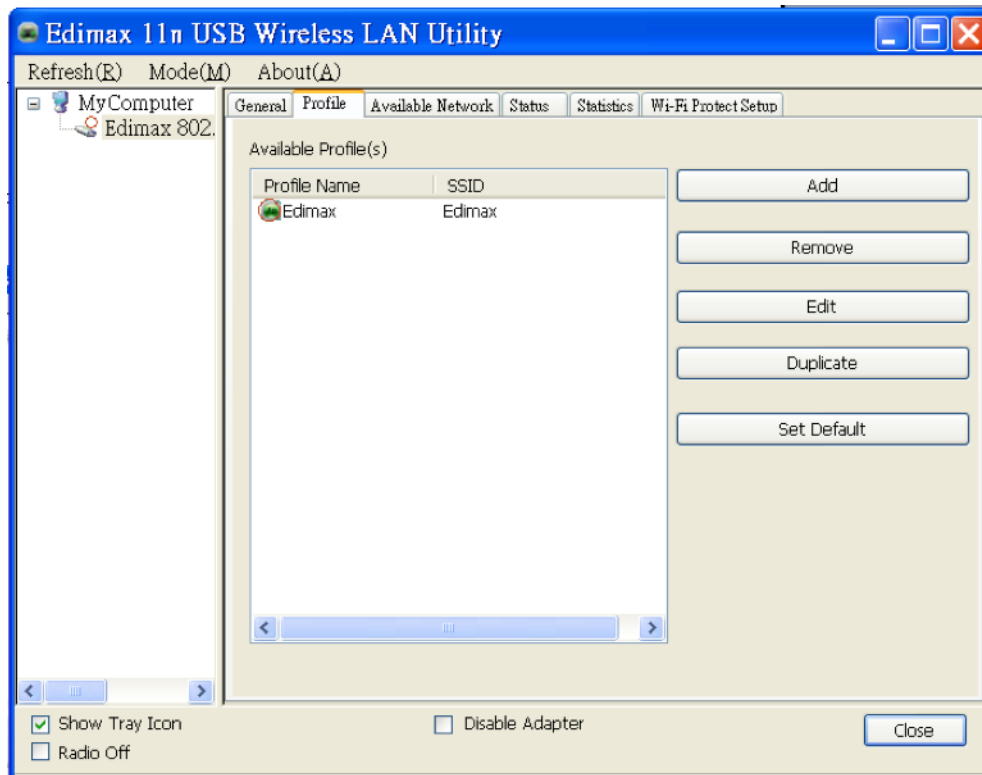 Edimax 11n USB Wireless LAN Utility
Refresh(R) Mode(M) About(A)
MyComputer
Edimax 802.
General Profile Available Network Status Statistics Wi-Fi Protect Setup
Available Profile(s)
Profile Name SSID
Edimax Edimax
Add
Remove
Edit
Duplicate
Set Default
Show Tray Icon
Radio Off
Disable Adapter
Close